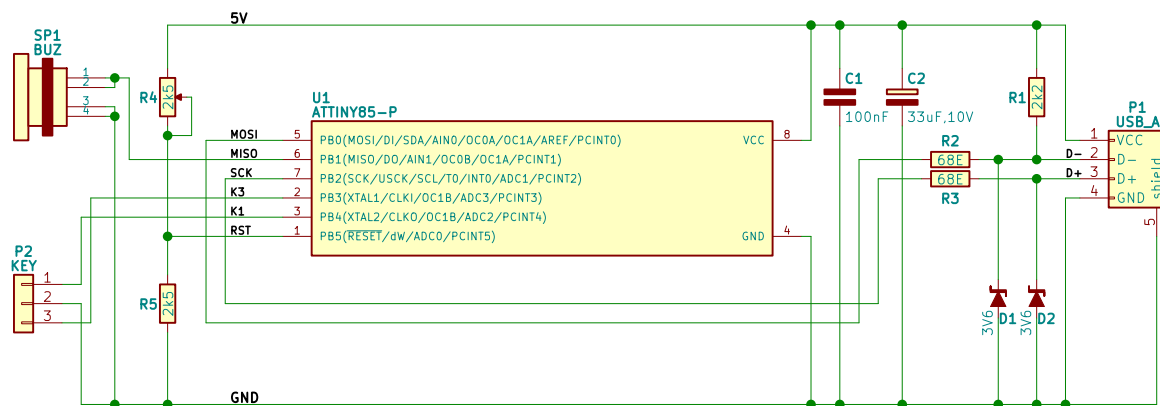 5V
SP1
BUZ
1
2
3
4
R4
2k5
U1
ATTINY85-P
C1
100nF
C2
33uF,10V
R1
2k2
P1
USB_A
MOSI 5 PB0(MOSI/DI/SDA/AIN0/OC0A/OC1A/AREF/PCINT0) VCC 8
MISO 6 PB1(MISO/DO/AIN1/OC0B/OC1A/PCINT1)
SCK 7 PB2(SCK/USCK/SCL/T0/INT0/ADC1/PCINT2)
K3 2 PB3(XTAL1/CLKI/OC1B/ADC3/PCINT3)
K1 3 PB4(XTAL2/CLKO/OC1B/ADC2/PCINT4)
RST 1 PB5(RESET/dW/ADC0/PCINT5) GND 4
R2
68E
68E
R3
1 VCC
D- 2 D-
D+ 3 D+
4 GND
shield
5
P2
KEY
1
2
3
R5
2k5
3V6
D1
3V6
D2
GND